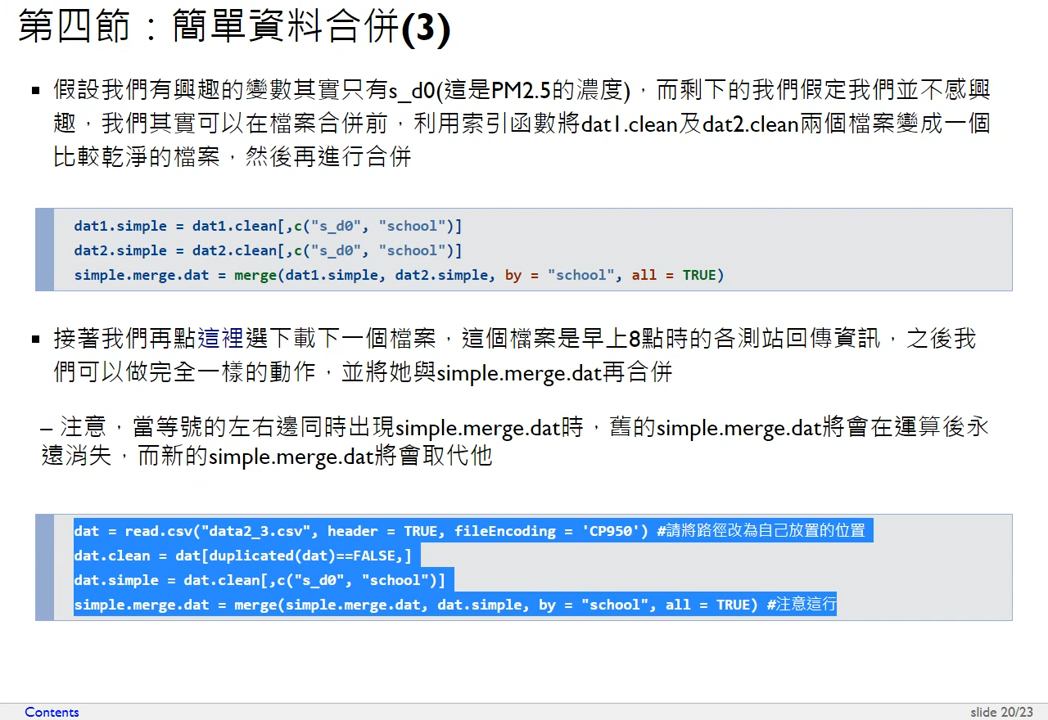 第四節：簡單資料合併(3)
▪ 假設我們有興趣的變數其實只有s_d0(這是PM2.5的濃度)，而剩下的我們假定我們並不感興
趣，我們其實可以在檔案合併前，利用索引函數將dat1.clean及dat2.clean兩個檔案變成一個
比較乾淨的檔案，然後再進行合併
dat1.simple = dat1.clean[,c("s_d0", "school")]
dat2.simple = dat2.clean[,c("s_d0", "school")]
simple.merge.dat = merge(dat1.simple, dat2.simple, by = "school", all = TRUE)
▪ 接著我們再點這裡選下載下一個檔案，這個檔案是早上8點時的各測站回傳資訊，之後我
們可以做完全一樣的動作，並將她與simple.merge.dat再合併
– 注意，當等號的左右邊同時出現simple.merge.dat時，舊的simple.merge.dat將會在運算後永
遠消失，而新的simple.merge.dat將會取代他
dat = read.csv("data2_3.csv", header = TRUE, fileEncoding = 'CP950') #請將路徑改為自己放置的位置
dat.clean = dat[duplicated(dat)==FALSE,]
dat.simple = dat.clean[,c("s_d0", "school")]
simple.merge.dat = merge(simple.merge.dat, dat.simple, by = "school", all = TRUE) #注意這行
Contents
slide 20/23